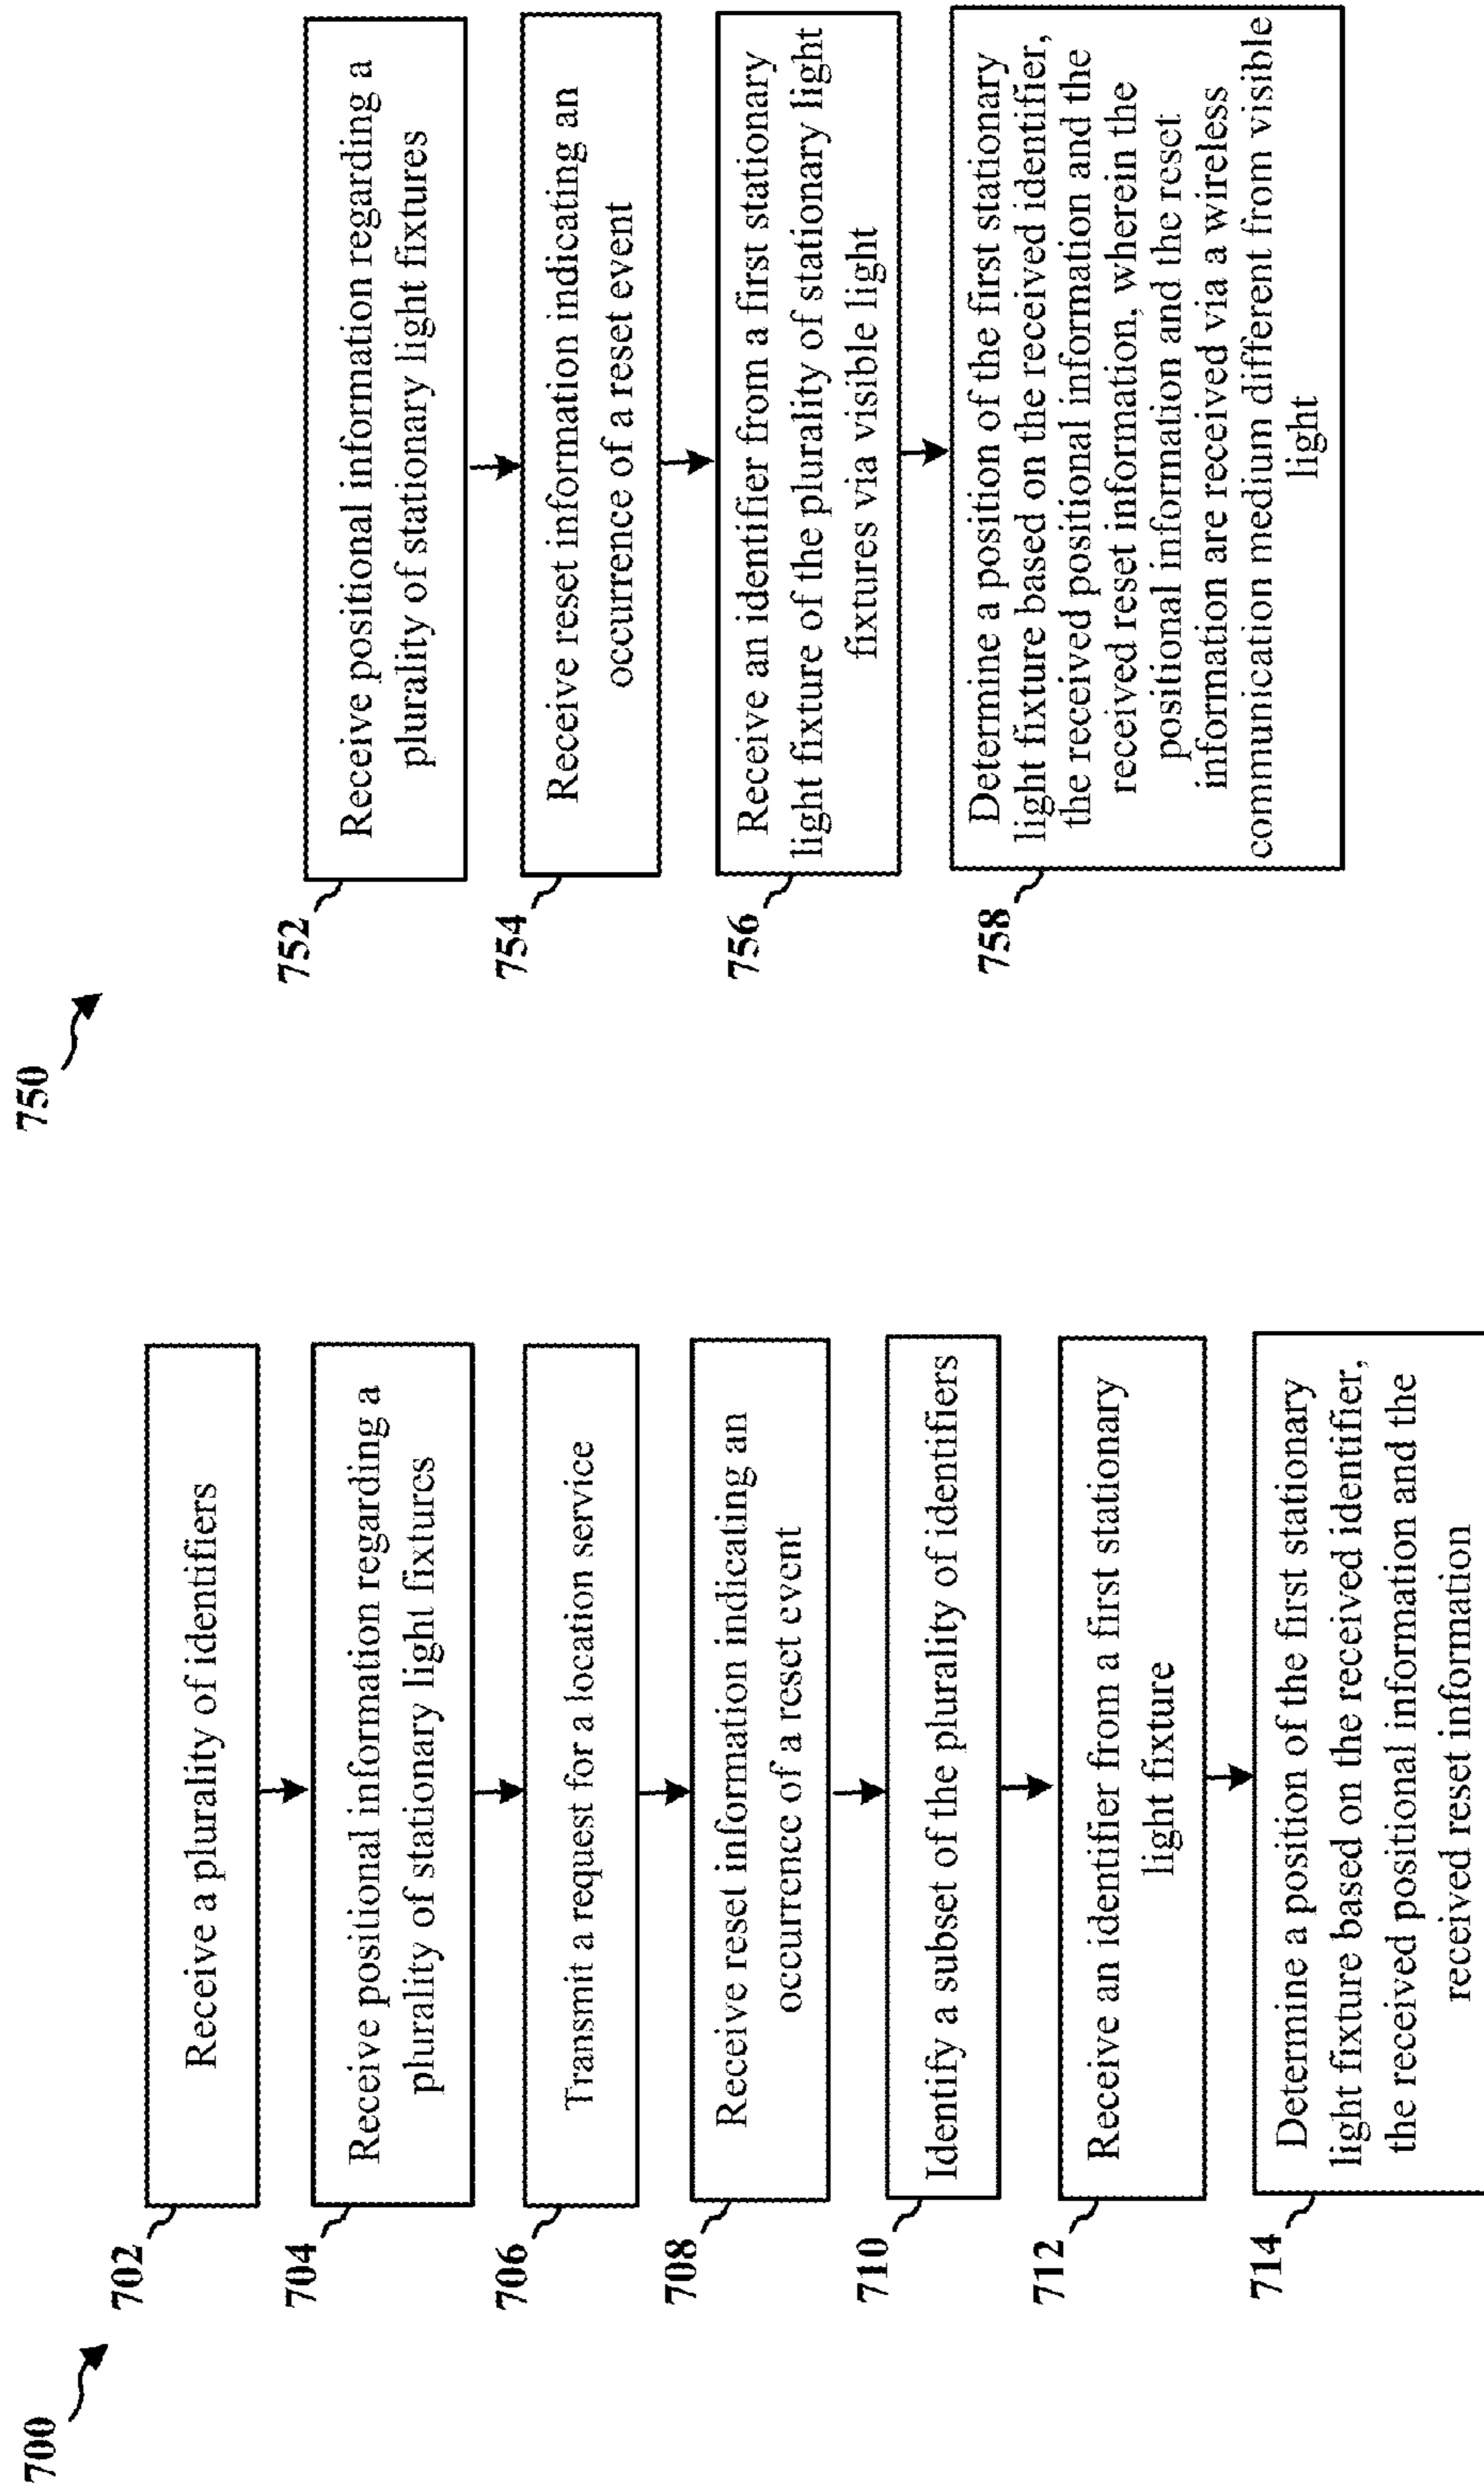 700
702
Receive a plurality of identifiers
704
Receive positional information regarding a
plurality of stationary light fixtures
706
Transmit a request for a location service
708
Receive reset information indicating an
occurrence of a reset event
710
Identify a subset of the plurality of identifiers
712
Receive an identifier from a first stationary
light fixture
714
Determine a position of the first stationary
light fixture based on the received identifier,
the received positional information and the
received reset information
750
752
Receive positional information regarding a
plurality of stationary light fixtures
754
Receive reset information indicating an
occurrence of a reset event
756
Receive an identifier from a first stationary
light fixture of the plurality of stationary light
fixtures via visible light
758
Determine a position of the first stationary
light fixture based on the received identifier,
the received positional information and the
received reset information, wherein the
positional information and the reset
information are received via a wireless
communication medium different from visible
light